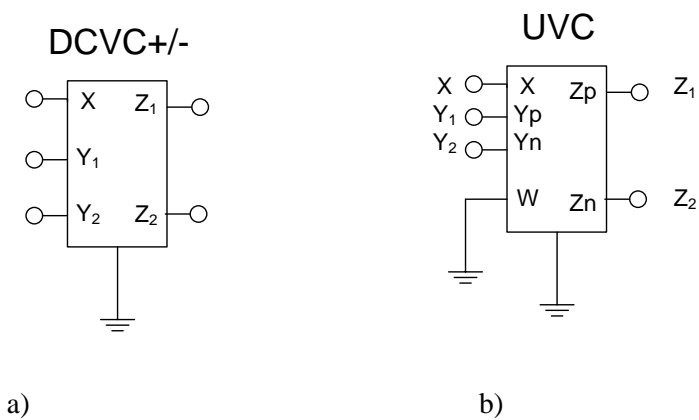 DCVC+/-
X Z₁
Y₁
Y₂ Z₂
a)
UVC
X X Zp Z₁
Y₁ Yp
Y₂ Yn
W Zn Z₂
b)